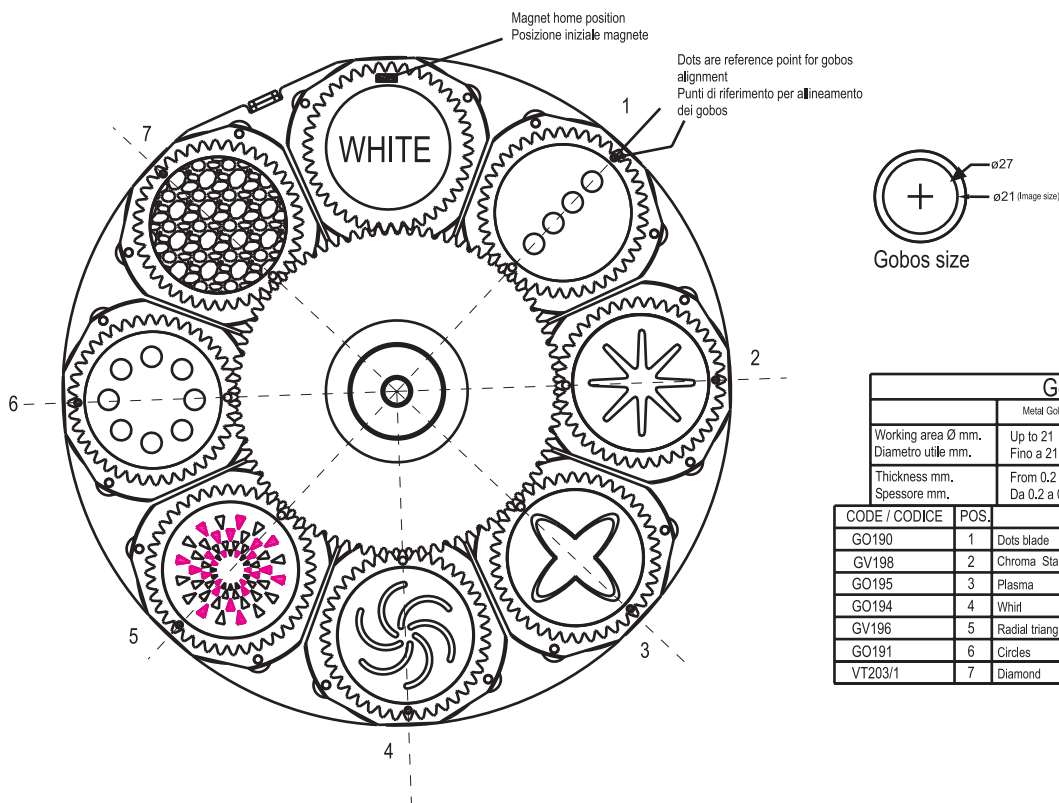 Magnet home position
Posizione iniziale magnete
Dots are reference point for gobos
alignment
Punti di riferimento per allineamento
dei gobos
1
7
WHITE
ø27
ø21 (Image size)
Gobos size
2
6
5
3
4
Metal
Working area Ø mm.
Diametro utile mm.
Up to 21
Fino a 21
Thickness mm.
Spessore mm.
From 0.2
Da 0.2 a
CODE / CODICE POS.
GO190 1 Dots blade
GV198 2 Chroma
GO195 3 Plasma
GO194 4 Whirl
GV196 5 Radial
GO191 6 Circles
VT203/1 7 Diamond